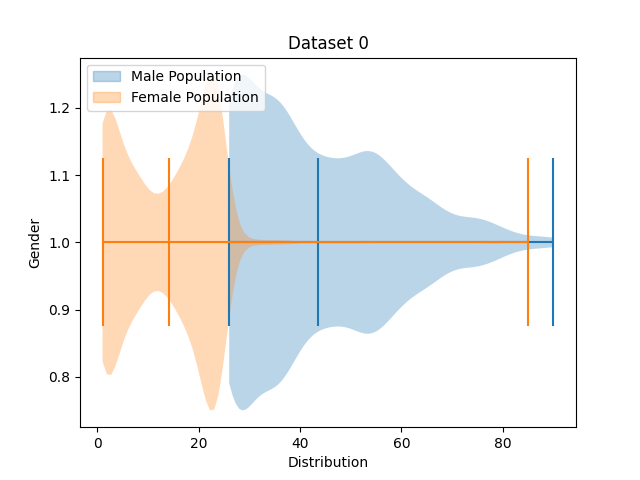 Dataset 0
Male Population
Female Population
1.2
1.1
1.0
0.9
0.8
Gender
0
20
40
60
80
Distribution